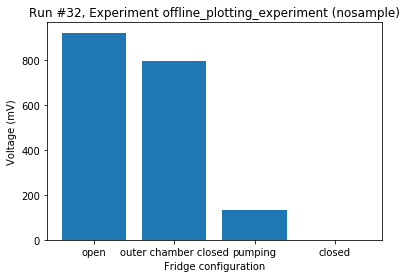 Run #32, Experiment offline_plotting_experiment (nosample)
Voltage (mV)
800
600
400
200
0
open outer chamber closed pumping closed
Fridge configuration